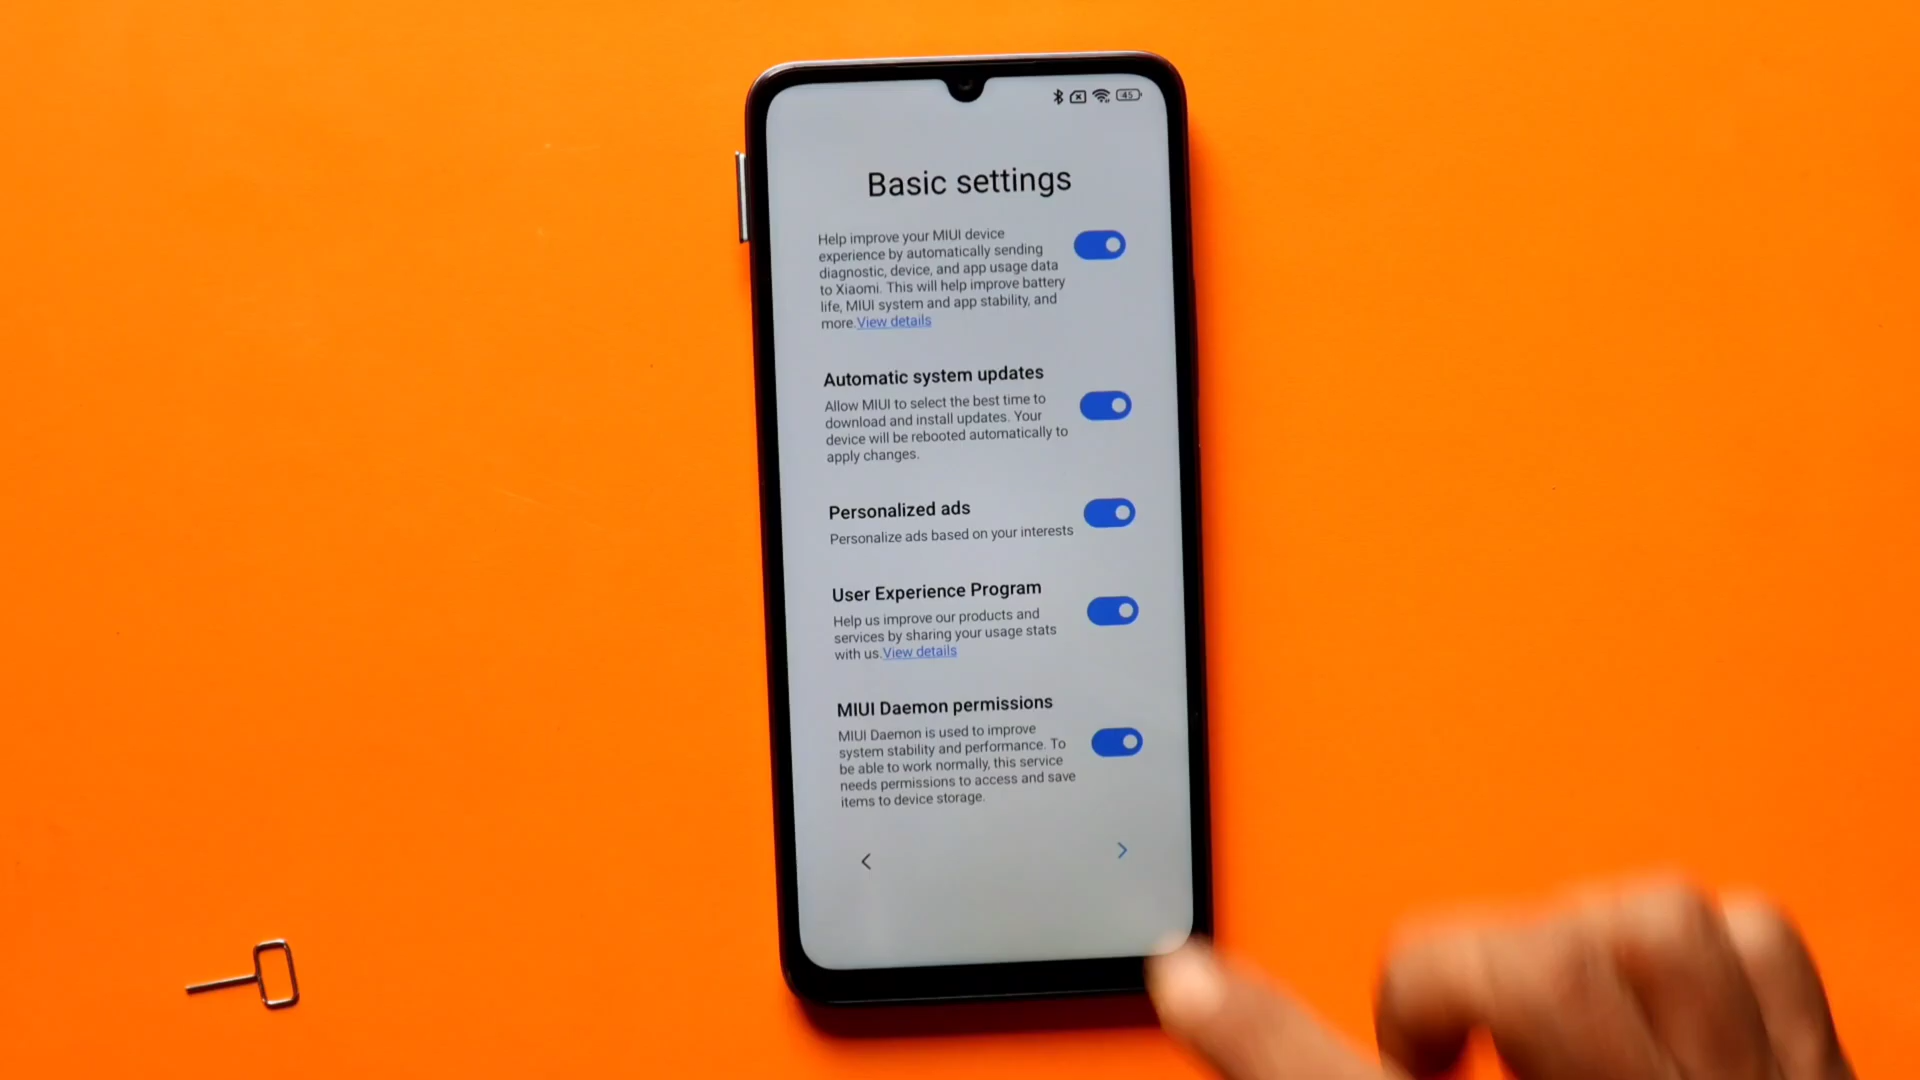 45
Basic settings
Help improve your MIUI device
experience by automatically sending
diagnostic, device, and app usage data
to Xiaomi. This will help improve battery
life, MIUI system and app stability, and
more.View details
Automatic system updates
Allow MIUI to select the best time to
download and install updates. Your
device will be rebooted automatically to
apply changes.
Personalized ads
Personalize ads based on your interests
User Experience Program
Help us improve our products and
services by sharing your usage stats
with us.View details
MIUI Daemon permissions
MIUI Daemon is used to improve
system stability and performance. To
be able to work normally, this service
needs permissions to access and save
items to device storage.